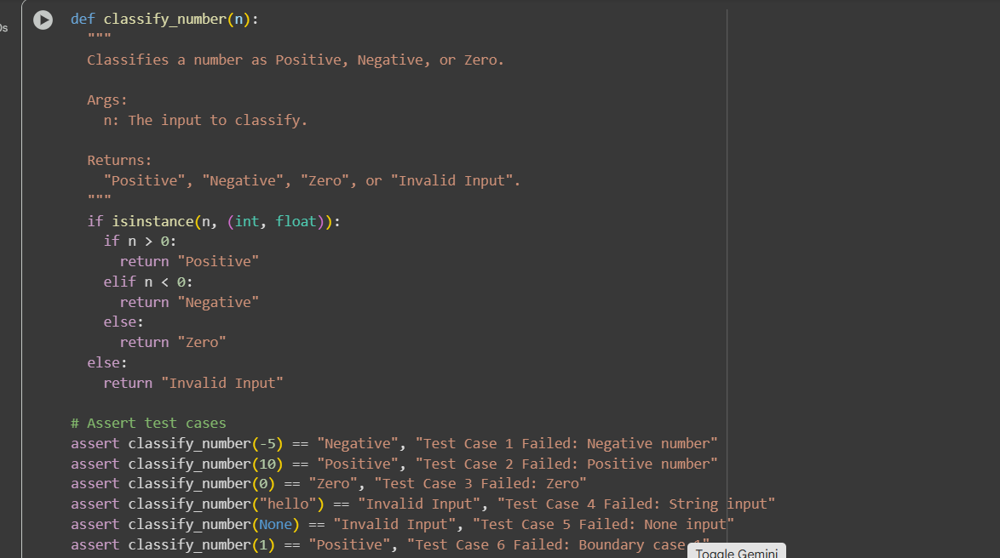 0s
def classify_number(n):
  """
  Classifies a number as Positive, Negative, or Zero.

  Args:
    n: The input to classify.

  Returns:
    "Positive", "Negative", "Zero", or "Invalid Input".
  """
  if isinstance(n, (int, float)):
    if n > 0:
      return "Positive"
    elif n < 0:
      return "Negative"
    else:
      return "Zero"
  else:
    return "Invalid Input"

# Assert test cases
assert classify_number(-5) == "Negative", "Test Case 1 Failed: Negative number"
assert classify_number(10) == "Positive", "Test Case 2 Failed: Positive number"
assert classify_number(0) == "Zero", "Test Case 3 Failed: Zero"
assert classify_number("hello") == "Invalid Input", "Test Case 4 Failed: String input"
assert classify_number(None) == "Invalid Input", "Test Case 5 Failed: None input"
assert classify_number(1) == "Positive", "Test Case 6 Failed: Boundary case 1"
Toggle Gemini